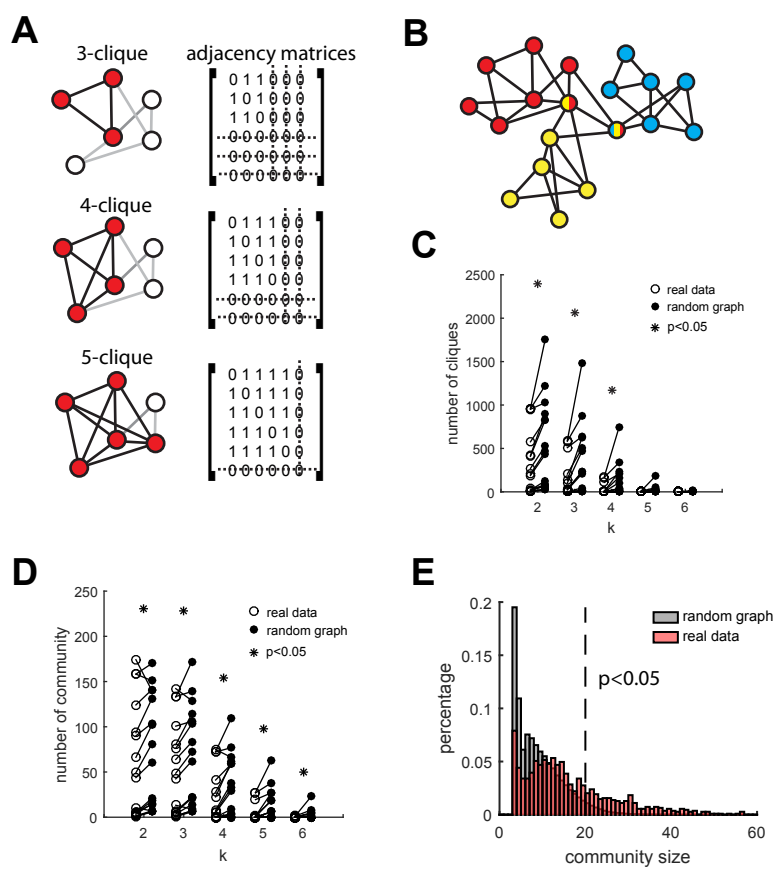 A
3-clique
adjacency matrices
0 1 1 0 0 0
1 0 1 0 0 0
1 1 0 0 0 0
0 0 0 0 0 0
0 0 0 0 0 0
0 0 0 0 0 0
4-clique
0 1 1 1 0 0
1 0 1 1 0 0
1 1 0 1 0 0
1 1 1 0 0 0
0 0 0 0 0 0
0 0 0 0 0 0
5-clique
0 1 1 1 1 0
1 0 1 1 1 0
1 1 0 1 1 0
1 1 1 0 1 0
1 1 1 1 0 0
0 0 0 0 0 0
B
C
2500
2000
1500
1000
500
0
number of cliques
real data
random graph
p<0.05
2 3 4 5 6
k
D
250
200
150
100
50
0
number of community
real data
random graph
p<0.05
2 3 4 5 6
k
E
0.2
0.15
0.1
0.05
0
percentage
random graph
real data
p<0.05
0 20 40 60
community size